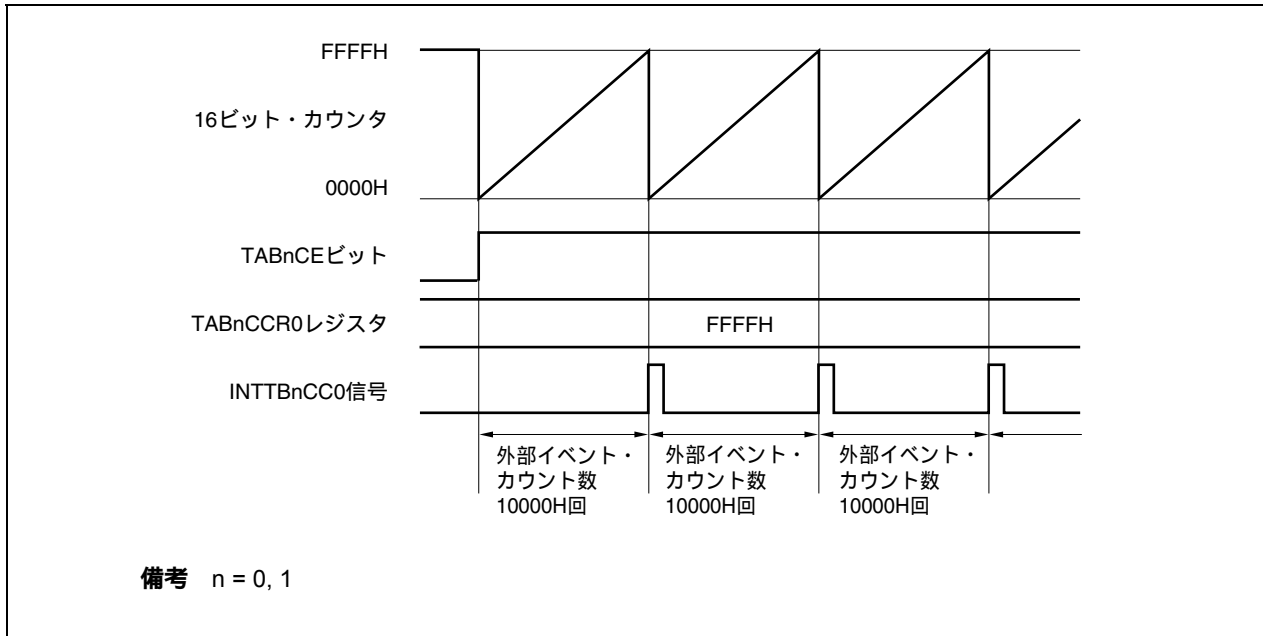 FFFFH
16ビット・カウンタ
0000H
TABnCEビット
TABnCCR0レジスタ
FFFFH
INTTBnCC0信号
外部イベント・
カウント数
10000H回
外部イベント・
カウント数
10000H回
外部イベント・
カウント数
10000H回
備考 n = 0, 1